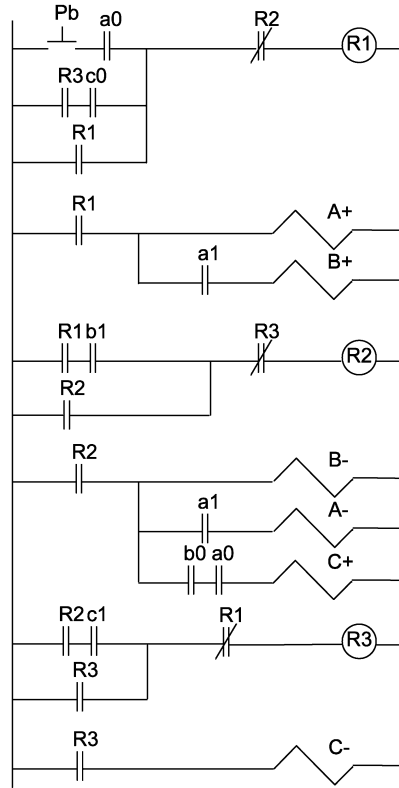 Pb
a0
R2
R1
R3 c0
R1
R1
A+
a1
B+
R1 b1
R3
R2
R2
R2
B-
a1
A-
b0 a0
C+
R2 c1
R1
R3
R3
R3
C-